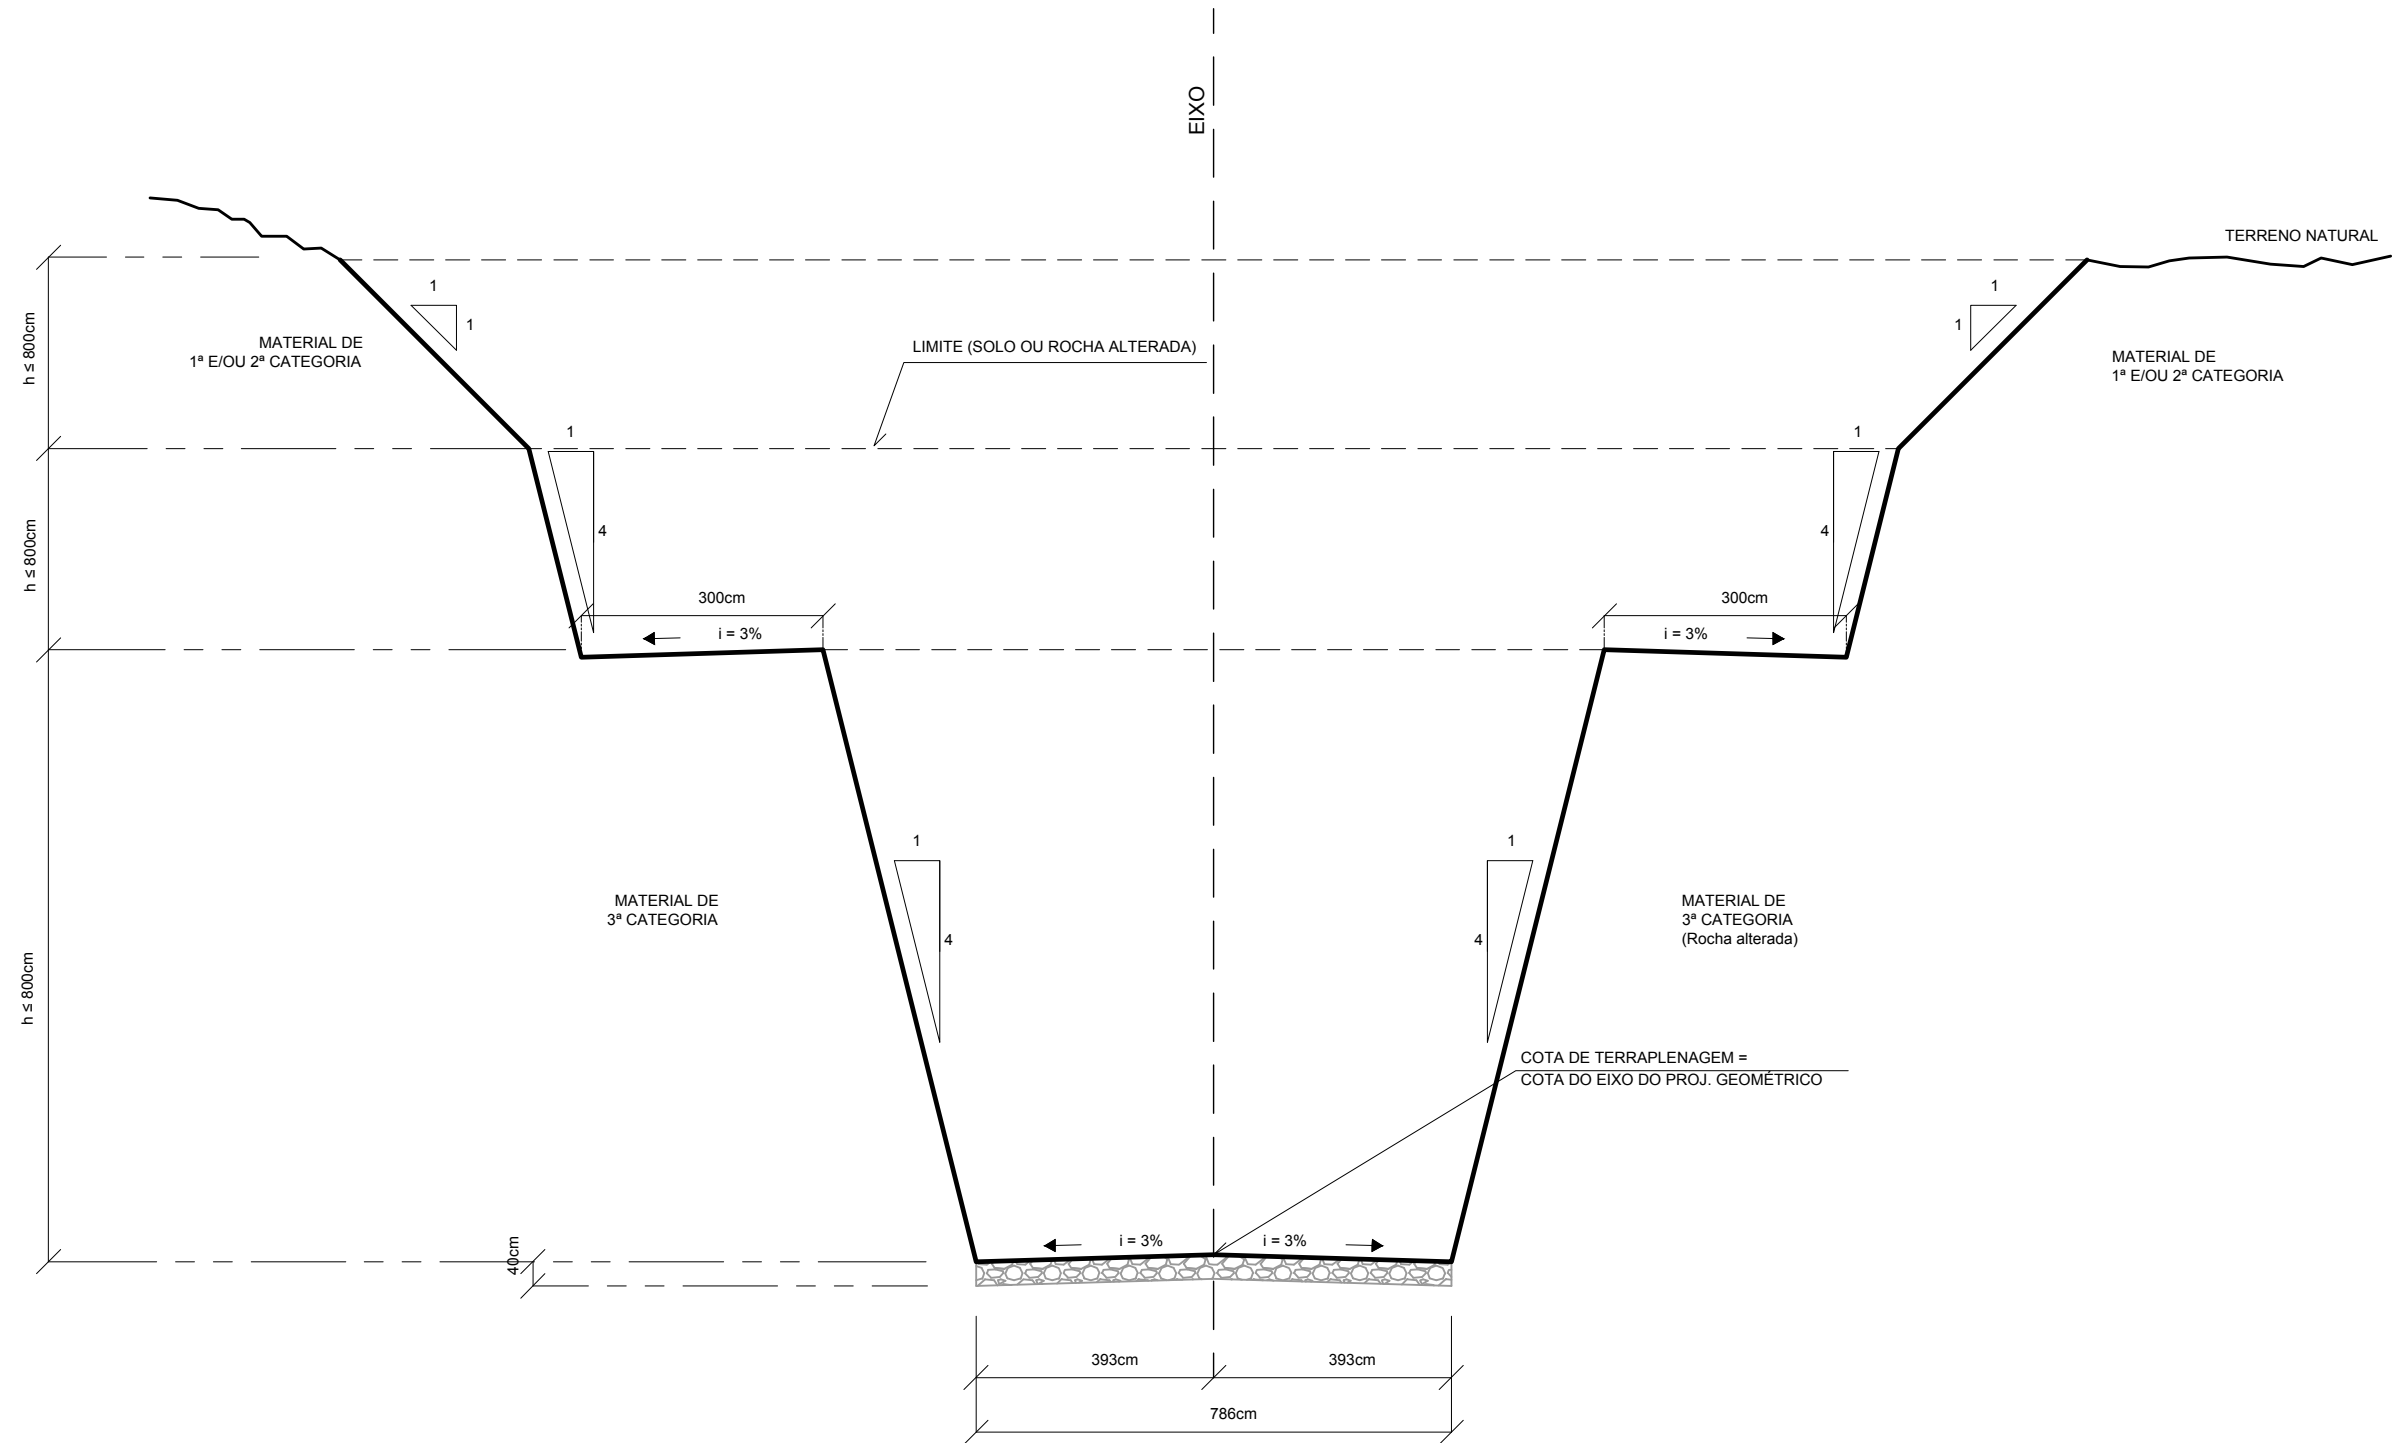 EIXO
TERRENO NATURAL
1
1
1
1
h ≤ 800cm
MATERIAL DE
1ª E/OU 2ª CATEGORIA
LIMITE (SOLO OU ROCHA ALTERADA)
MATERIAL DE
1ª E/OU 2ª CATEGORIA
1
1
h ≤ 800cm
4
4
300cm
300cm
i = 3%
i = 3%
1
1
h ≤ 800cm
MATERIAL DE
3ª CATEGORIA
4
4
MATERIAL DE
3ª CATEGORIA
(Rocha alterada)
COTA DE TERRAPLENAGEM =
COTA DO EIXO DO PROJ. GEOMÉTRICO
40cm
i = 3%
i = 3%
393cm
393cm
786cm